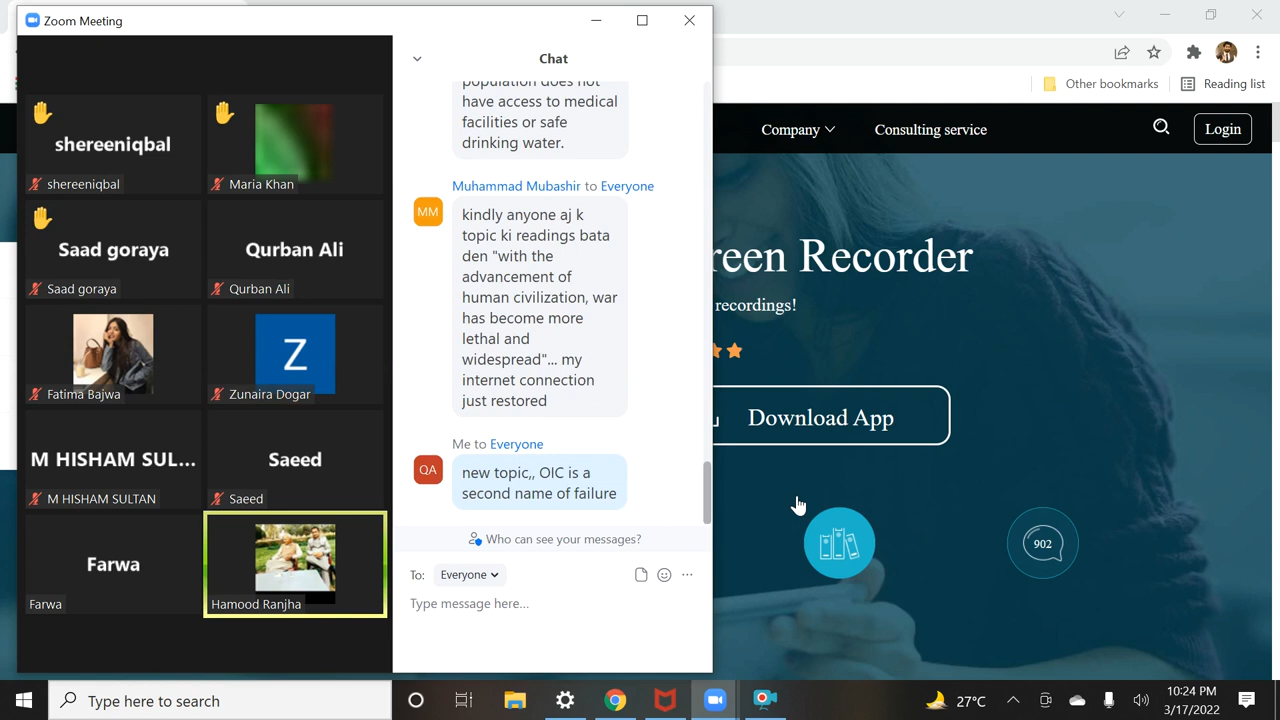 Zoom Meeting
shereeniqbal
shereeniqbal
Maria Khan
Saad goraya
Saad goraya
Qurban Ali
Qurban Ali
Fatima Bajwa
Z
Zunaira Dogar
M HISHAM SUL...
M HISHAM SULTAN
Saeed
Saeed
Farwa
Farwa
Hamood Ranjha
Chat
population does not
have access to medical
facilities or safe
drinking water.
Muhammad Mubashir to Everyone
MM
kindly anyone aj k
topic ki readings bata
den "with the
advancement of
human civilization, war
has become more
lethal and
widespread"... my
internet connection
just restored
Me to Everyone
QA
new topic,, OIC is a
second name of failure
Who can see your messages?
To: Everyone
Type message here...
Other bookmarks
Reading list
Company
Consulting service
Login
reen Recorder
recordings!
Download App
902
Type here to search
27°C
10:24 PM
3/17/2022